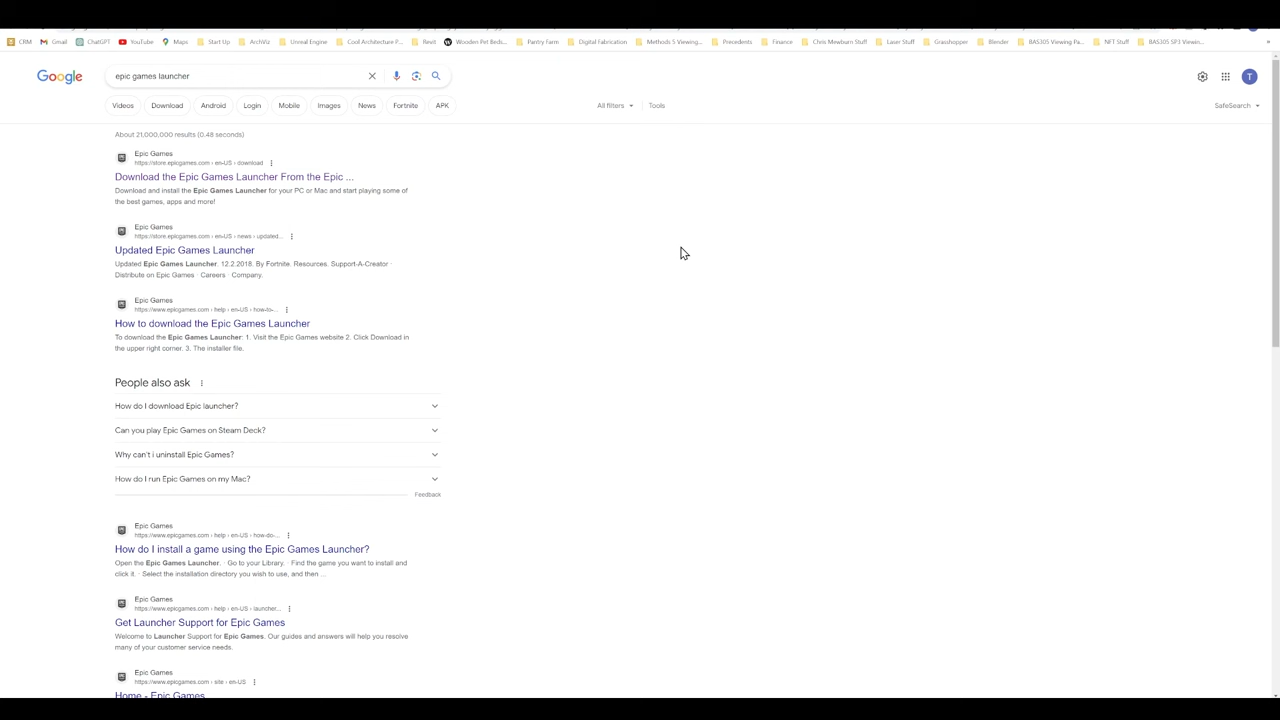 CRM Gmail ChatGPT YouTube Maps Start Up ArchViz Unreal Engine Cool Architecture P... Revit Wooden Pet Beds... Pantry Farm Digital Fabrication Methods 5 Viewing... Precedents Finance Chris Mewburn Stuff Laser Stuff Grasshopper Blender BAS305 Viewing Pa... NFT Stuff BAS305 SP3 Viewin... »
Google epic games launcher T
Videos Download Android Login Mobile Images News Fortnite APK All filters Tools SafeSearch
About 21,000,000 results (0.48 seconds)
Epic Games
https://store.epicgames.com › en-US › download
Download the Epic Games Launcher From the Epic ...
Download and install the Epic Games Launcher for your PC or Mac and start playing some of
the best games, apps and more!
Epic Games
https://store.epicgames.com › en-US › news › updated...
Updated Epic Games Launcher
Updated Epic Games Launcher. 12.2.2018. By Fortnite. Resources. Support-A-Creator ·
Distribute on Epic Games · Careers · Company.
Epic Games
https://www.epicgames.com › help › en-US › how-to-...
How to download the Epic Games Launcher
To download the Epic Games Launcher: 1. Visit the Epic Games website 2. Click Download in
the upper right corner. 3. The installer file.
People also ask
How do I download Epic launcher?
Can you play Epic Games on Steam Deck?
Why can't i uninstall Epic Games?
How do I run Epic Games on my Mac?
Feedback
Epic Games
https://www.epicgames.com › help › en-US › how-do-...
How do I install a game using the Epic Games Launcher?
Open the Epic Games Launcher. · Go to your Library. · Find the game you want to install and
click it. · Select the installation directory you wish to use, and then ...
Epic Games
https://www.epicgames.com › help › en-US › launcher...
Get Launcher Support for Epic Games
Welcome to Launcher Support for Epic Games. Our guides and answers will help you resolve
many of your customer service needs.
Epic Games
https://www.epicgames.com › site › en-US
Home - Epic Games